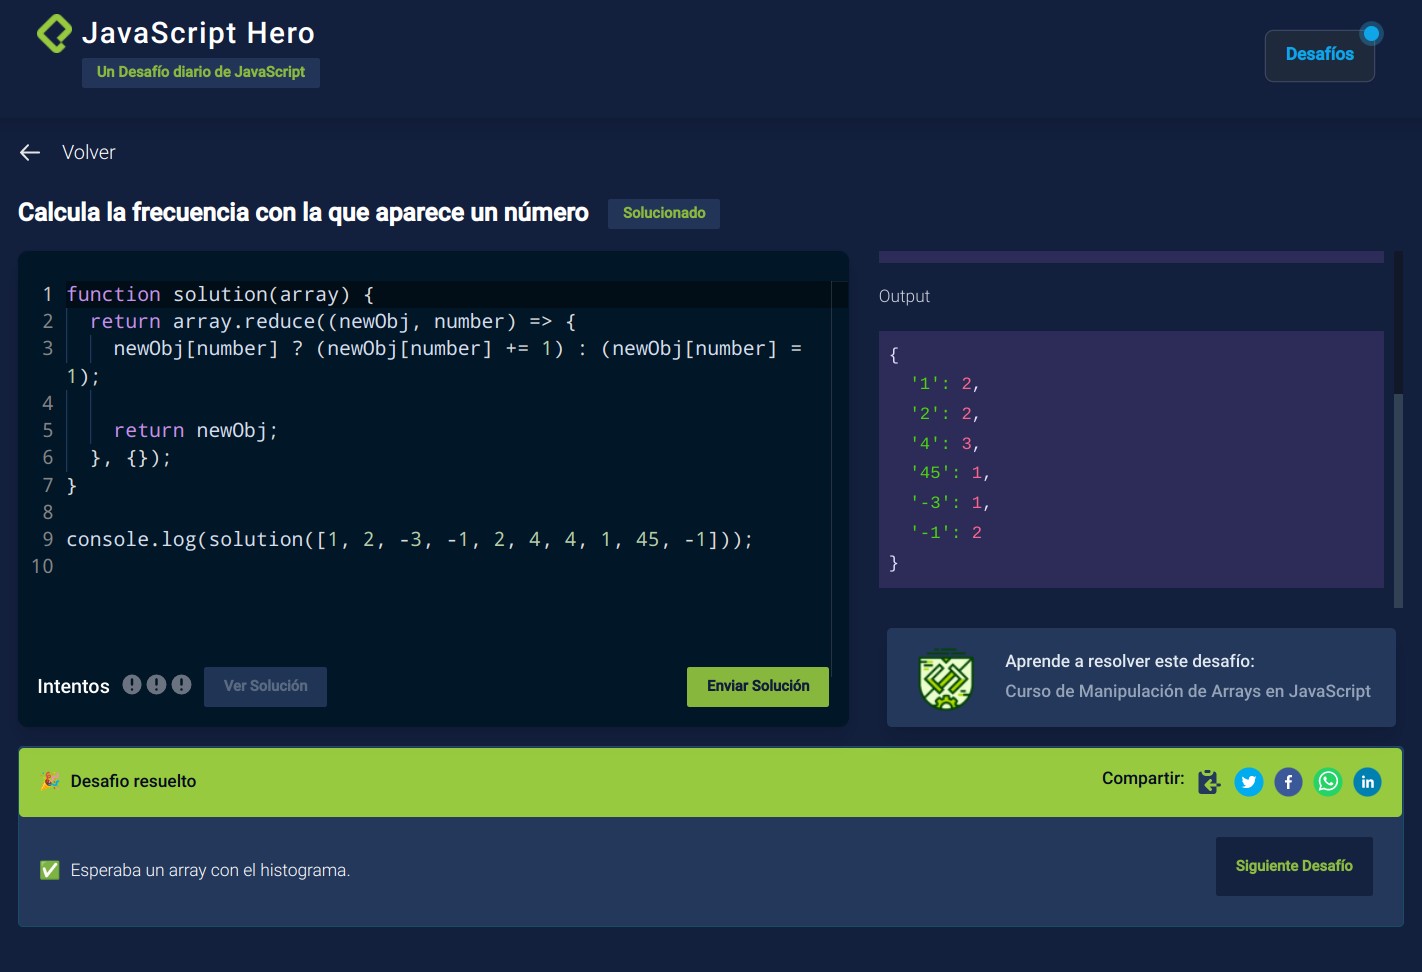 JavaScript Hero
Un Desafío diario de JavaScript
Desafíos
Volver
Calcula la frecuencia con la que aparece un número
Solucionado
1 function solution(array) {
2   return array.reduce((newObj, number) => {
3     newObj[number] ? (newObj[number] += 1) : (newObj[number] =
1);
4
5     return newObj;
6   }, {});
7 }
8
9 console.log(solution([1, 2, -3, -1, 2, 4, 4, 1, 45, -1]));
10
Intentos
Ver Solución
Enviar Solución
Output
{
'1': 2,
'2': 2,
'4': 3,
'45': 1,
'-3': 1,
'-1': 2
}
Aprende a resolver este desafío:
Curso de Manipulación de Arrays en JavaScript
Desafio resuelto
Compartir:
Esperaba un array con el histograma.
Siguiente Desafío